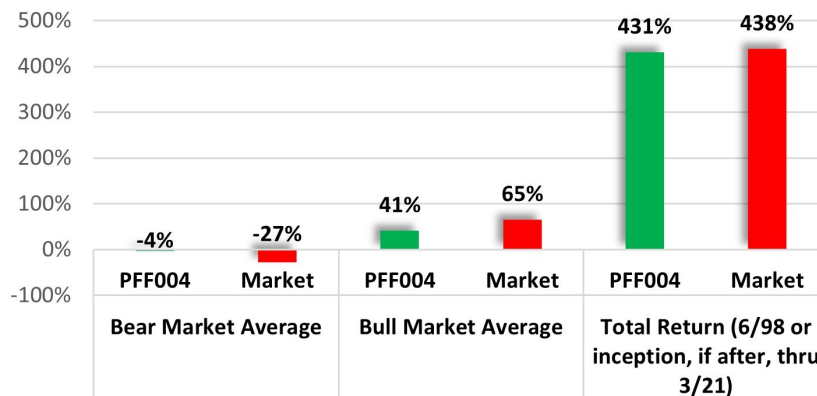 500%
400%
300%
200%
100%
0%
-100%
-4%
-27%
41%
65%
431%
438%
PFF004
Market
PFF004
Market
PFF004
Market
Bear Market Average
Bull Market Average
Total Return (6/98 or
inception, if after, thru
3/21)